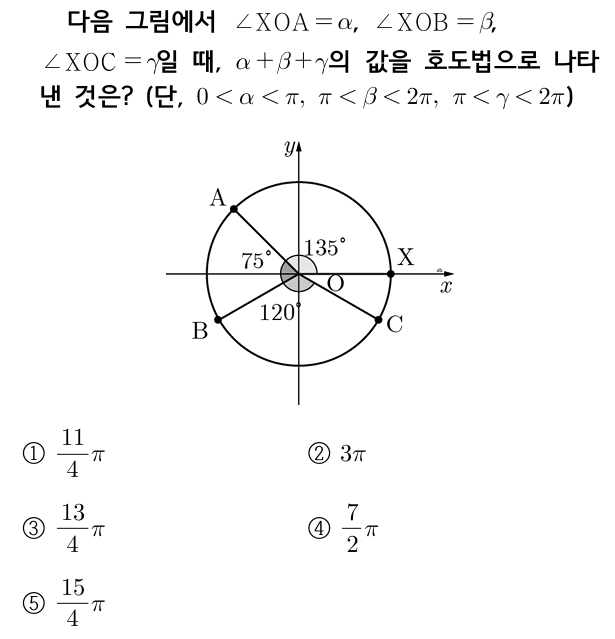 다음 그림에서 ∠XOA = α, ∠XOB = β,
∠XOC = γ일 때, α+β+γ의 값을 호도법으로 나타
낸 것은? (단, 0 < α < π, π < β < 2π, π < γ < 2π)
y
A
135°
75°
X
O
x
120°
B
C
① 11/4 π ② 3π
③ 13/4 π ④ 7/2 π
⑤ 15/4 π